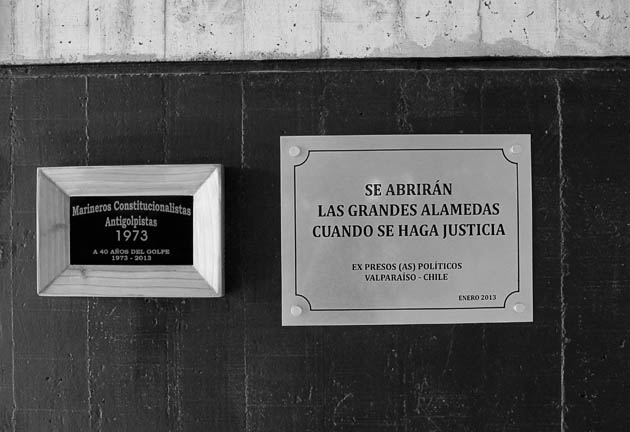 Marineros Constitucionalistas
Antigolpistas
1973
A 40 AÑOS DEL GOLPE
1973 - 2013
SE ABRIRÁN
LAS GRANDES ALAMEDAS
CUANDO SE HAGA JUSTICIA
EX PRESOS (AS) POLÍTICOS
VALPARAÍSO - CHILE
ENERO 2013